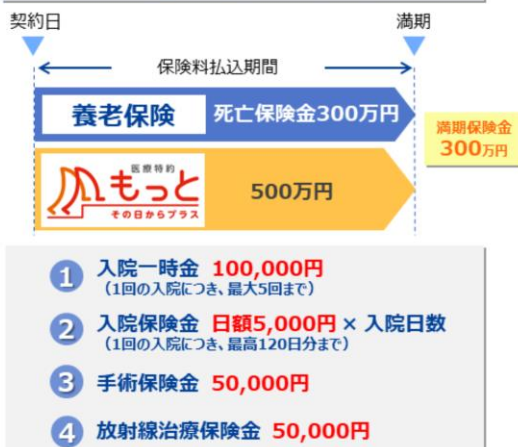 契約日
満期
保険料払込期間
養老保険
死亡保険金300万円
満期保険金
300万円
医療特約
もっと
その日からプラス
500万円
1 入院一時金 100,000円
(1回の入院につき、最大5回まで)
2 入院保険金 日額5,000円 × 入院日数
(1回の入院につき、最高120日分まで)
3 手術保険金 50,000円
4 放射線治療保険金 50,000円